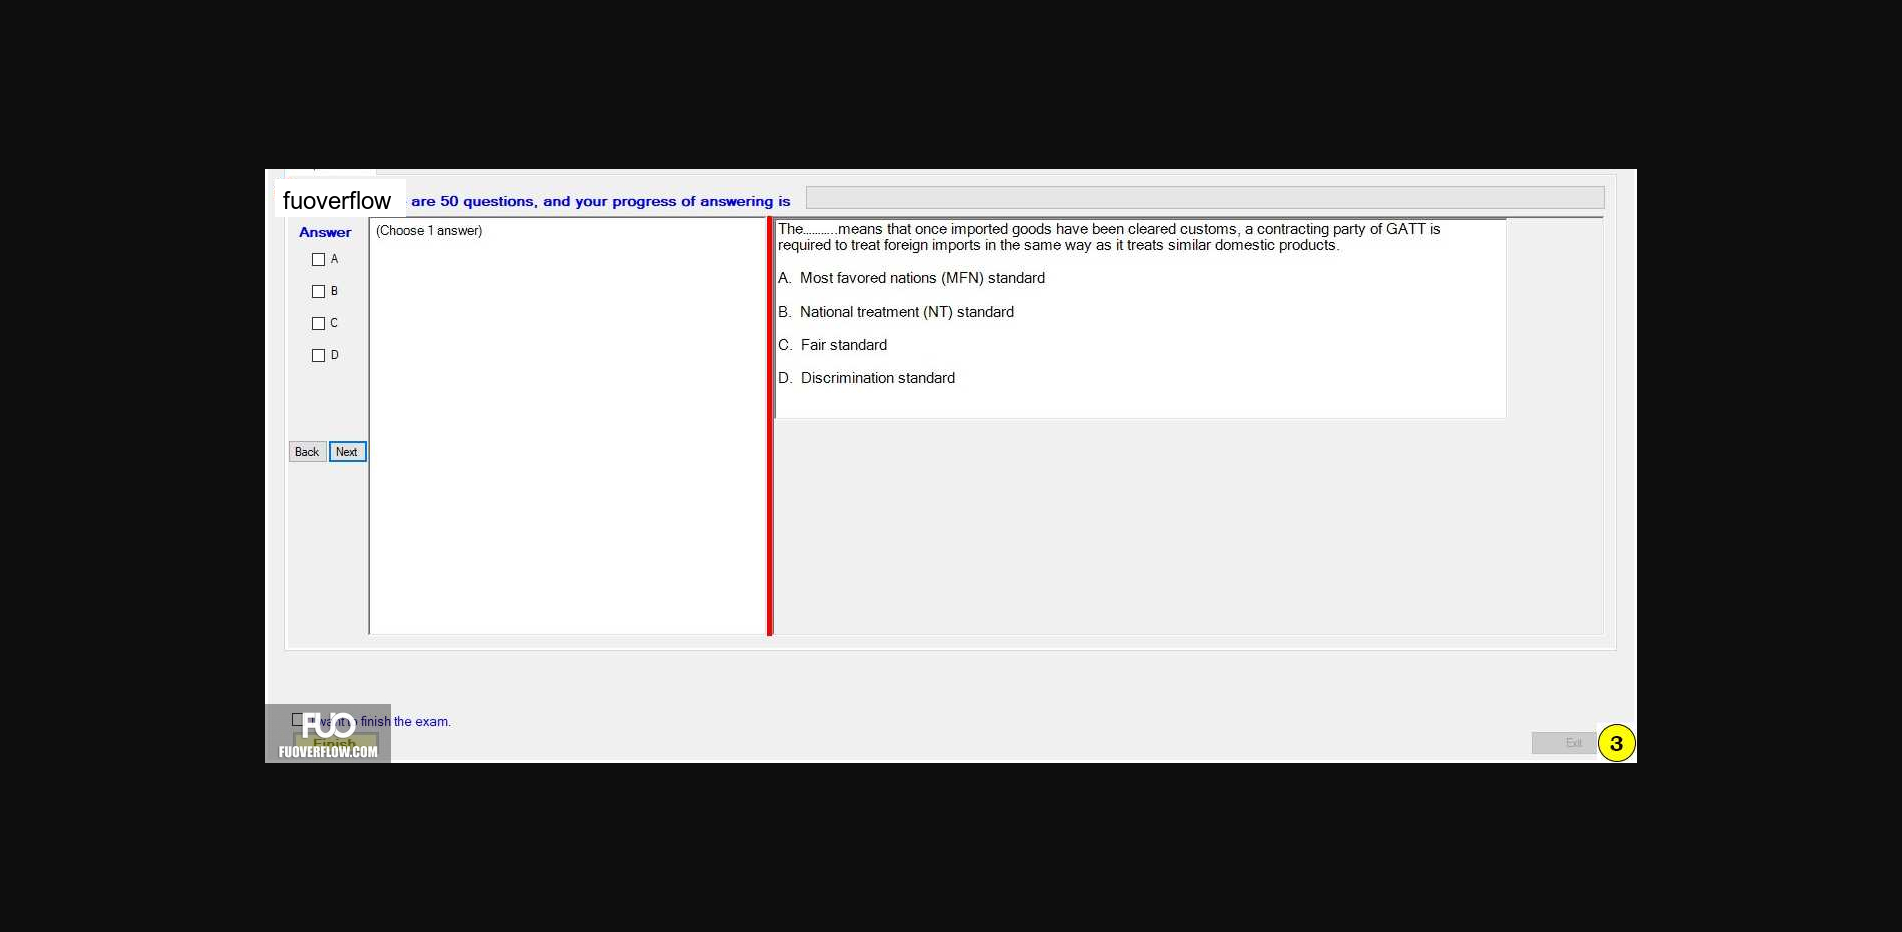 fuoverflow are 50 questions, and your progress of answering is
Answer
(Choose 1 answer)
A
B
C
D
Back Next
The...........means that once imported goods have been cleared customs, a contracting party of GATT is
required to treat foreign imports in the same way as it treats similar domestic products.
A. Most favored nations (MFN) standard
B. National treatment (NT) standard
C. Fair standard
D. Discrimination standard
I want to finish the exam.
Finish
FUO
FUOVERFLOW.COM
Exit
3